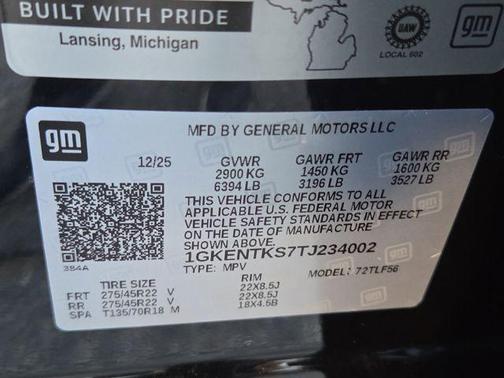 BUILT WITH PRIDE
Lansing, Michigan
UAW
LOCAL 602
gm
gm
MFD BY GENERAL MOTORS LLC
12/25 GVWR GAWR FRT GAWR RR
2900 KG 1450 KG 1600 KG
6394 LB 3196 LB 3527 LB
THIS VEHICLE CONFORMS TO ALL
APPLICABLE U.S. FEDERAL MOTOR
VEHICLE SAFETY STANDARDS IN EFFECT
ON THE DATE OF MANUFACTURE SHOWN ABOVE.
1GKENTKS7TJ234002
384A TYPE: MPV MODEL: 72TLF56
TIRE SIZE RIM
FRT 275/45R22 V 22X8.5J
RR 275/45R22 V 22X8.5J
SPA T135/70R18 M 18X4.5B